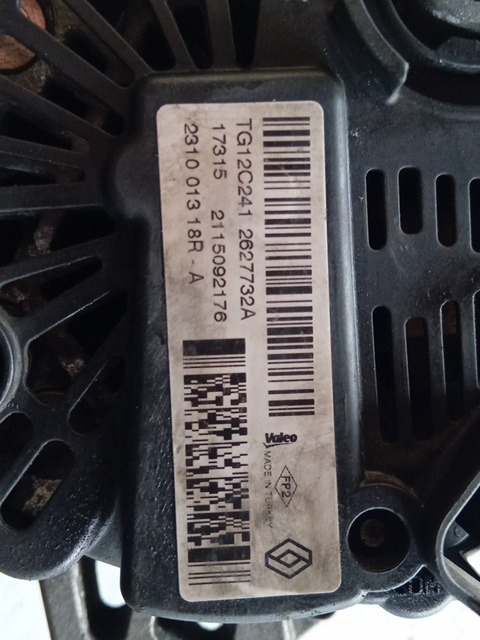 TG12C241 2627732A
17315 2115092176
2310 013 18R - A
Valeo
MADE IN TURKEY
FP2